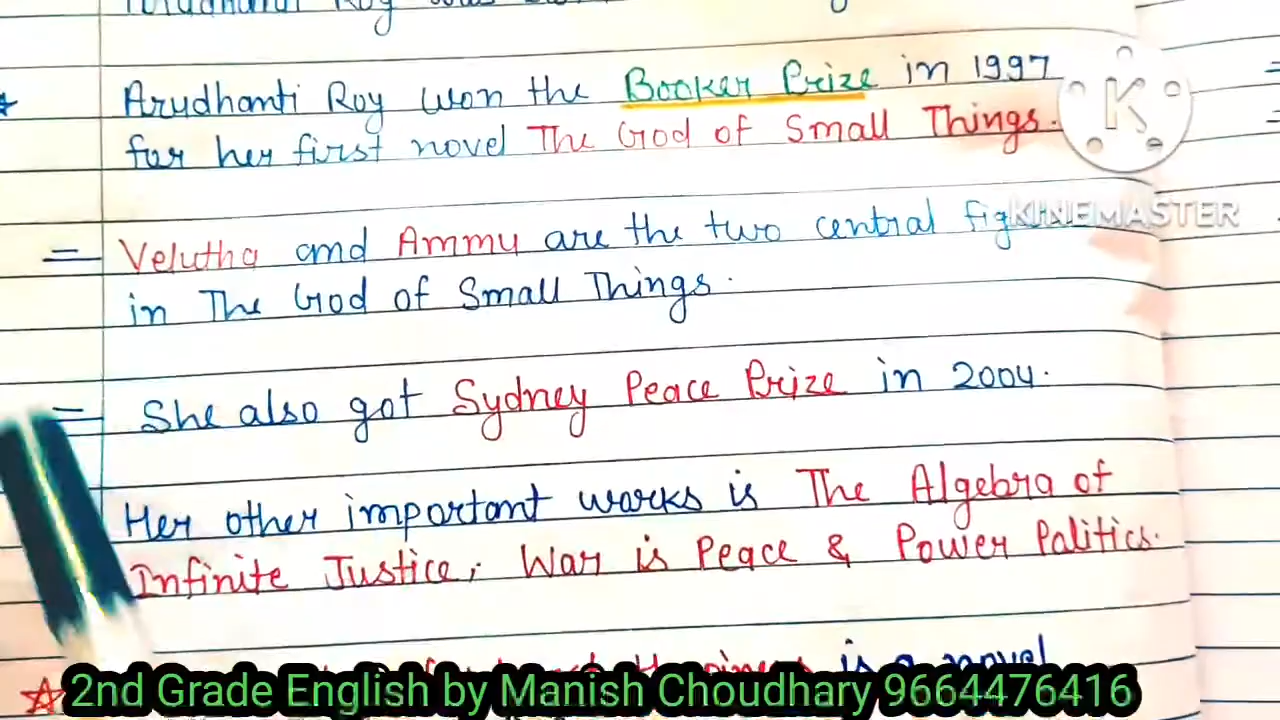 Arudhanti Roy won the Booker Prize in 1997
for her first novel The God of Small Things.
KINEMASTER
= Velutha and Ammu are the two central
in The God of Small Things.
= She also got Sydney Peace Prize in 2004.
Her other important works is The Algebra of
Infinite Justice, War is Peace & Power Politics.
is a novel
2nd Grade English by Manish Choudhary 9664476416